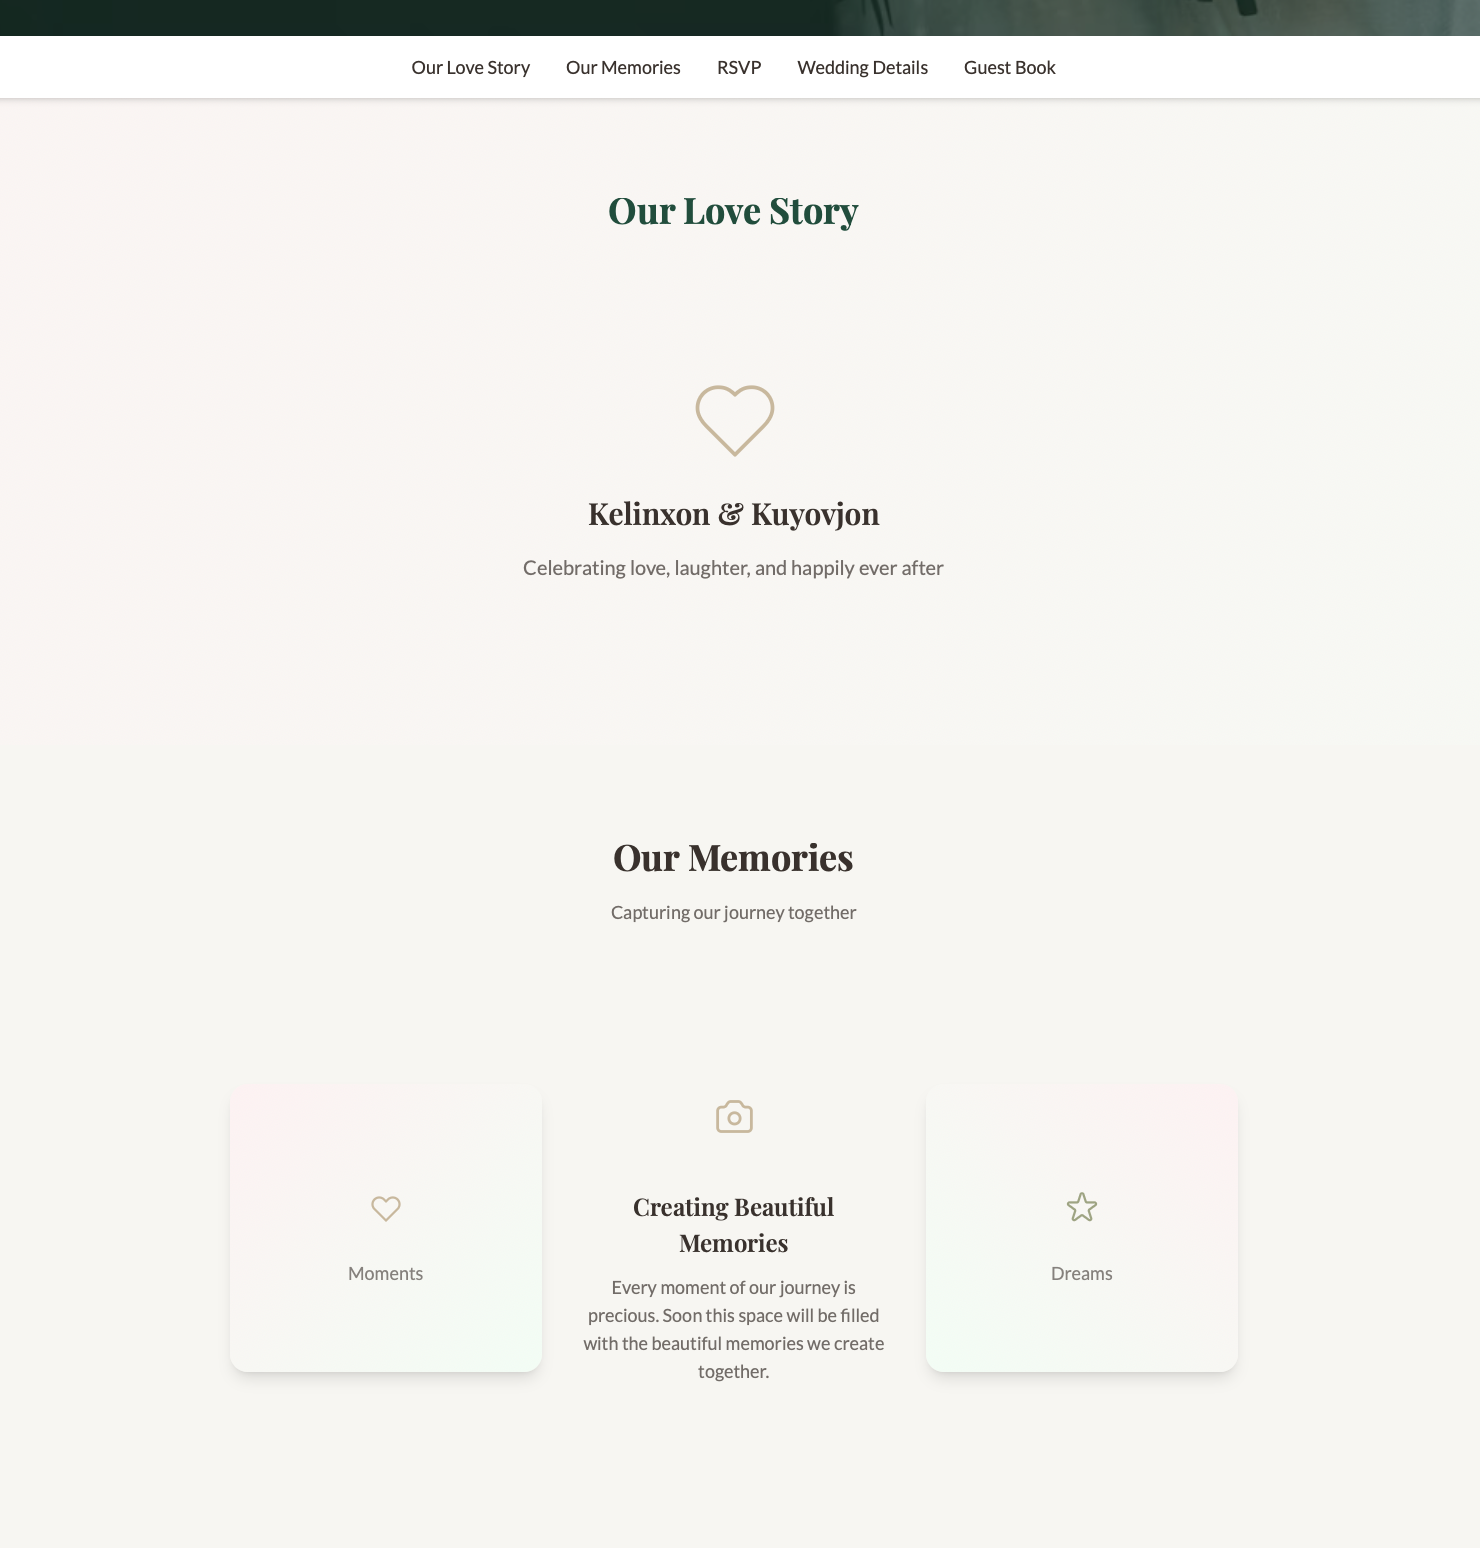 Our Love Story Our Memories RSVP Wedding Details Guest Book
Our Love Story
Kelinxon & Kuyovjon
Celebrating love, laughter, and happily ever after
Our Memories
Capturing our journey together
Moments
Creating Beautiful
Memories
Every moment of our journey is
precious. Soon this space will be filled
with the beautiful memories we create
together.
Dreams